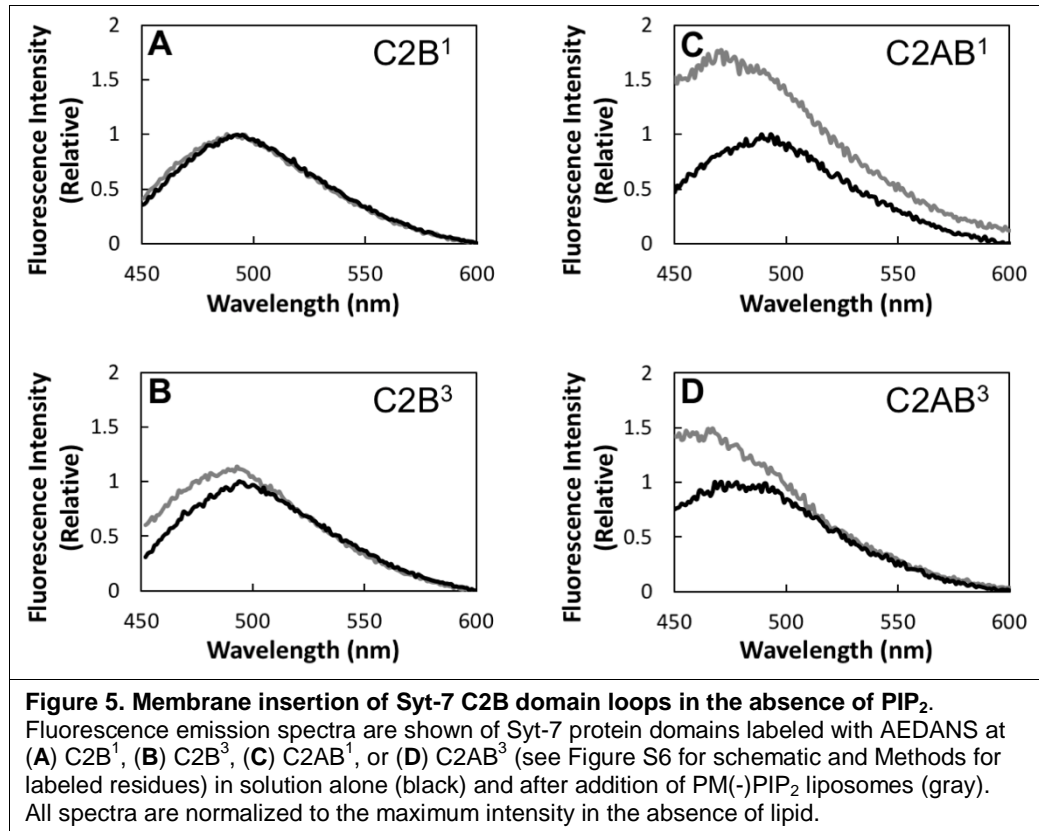 A C2B¹
2
1.5
1
0.5
0
450 500 550 600
Fluorescence Intensity
(Relative)
Wavelength (nm)
C C2AB¹
2
1.5
1
0.5
0
450 500 550 600
Fluorescence Intensity
(Relative)
Wavelength (nm)
B C2B³
2
1.5
1
0.5
0
450 500 550 600
Fluorescence Intensity
(Relative)
Wavelength (nm)
D C2AB³
2
1.5
1
0.5
0
450 500 550 600
Fluorescence Intensity
(Relative)
Wavelength (nm)
Figure 5. Membrane insertion of Syt-7 C2B domain loops in the absence of PIP₂.
Fluorescence emission spectra are shown of Syt-7 protein domains labeled with AEDANS at
(A) C2B¹, (B) C2B³, (C) C2AB¹, or (D) C2AB³ (see Figure S6 for schematic and Methods for
labeled residues) in solution alone (black) and after addition of PM(-)PIP₂ liposomes (gray).
All spectra are normalized to the maximum intensity in the absence of lipid.